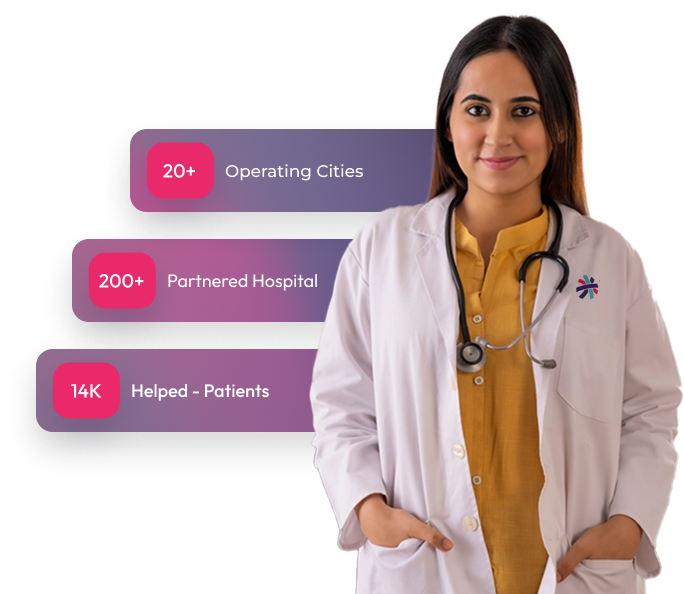 20+ Operating Cities
200+ Partnered Hospital
14K Helped - Patients